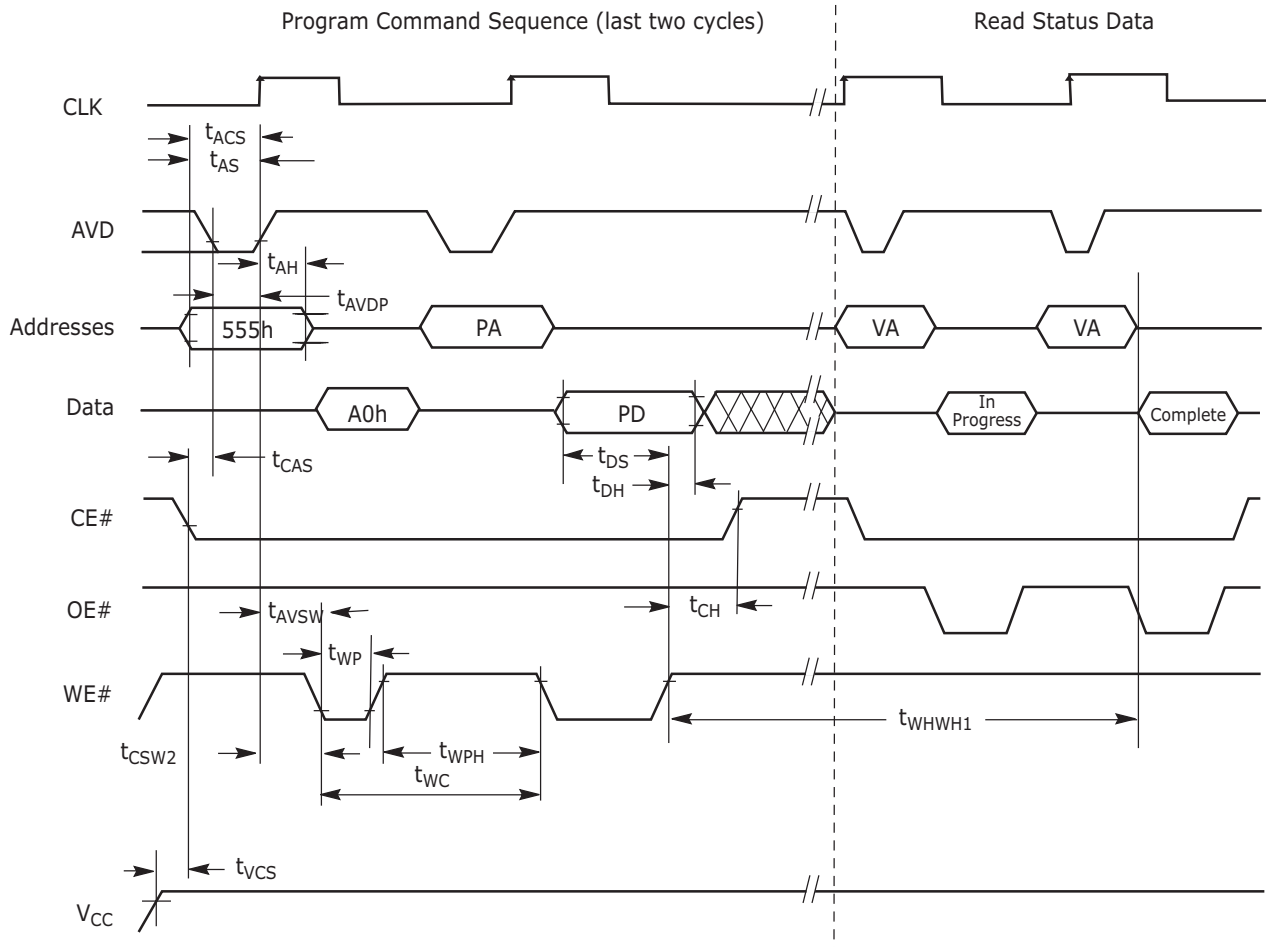 Program Command Sequence (last two cycles)
Read Status Data
CLK
tACS
tAS
AVD
tAH
tAVDP
Addresses
555h
PA
VA
VA
Data
A0h
PD
In
Progress
Complete
tCAS
tDS
tDH
CE#
OE#
tAVSW
tCH
tWP
WE#
tWHWH1
tCSW2
tWPH
tWC
tVCS
VCC